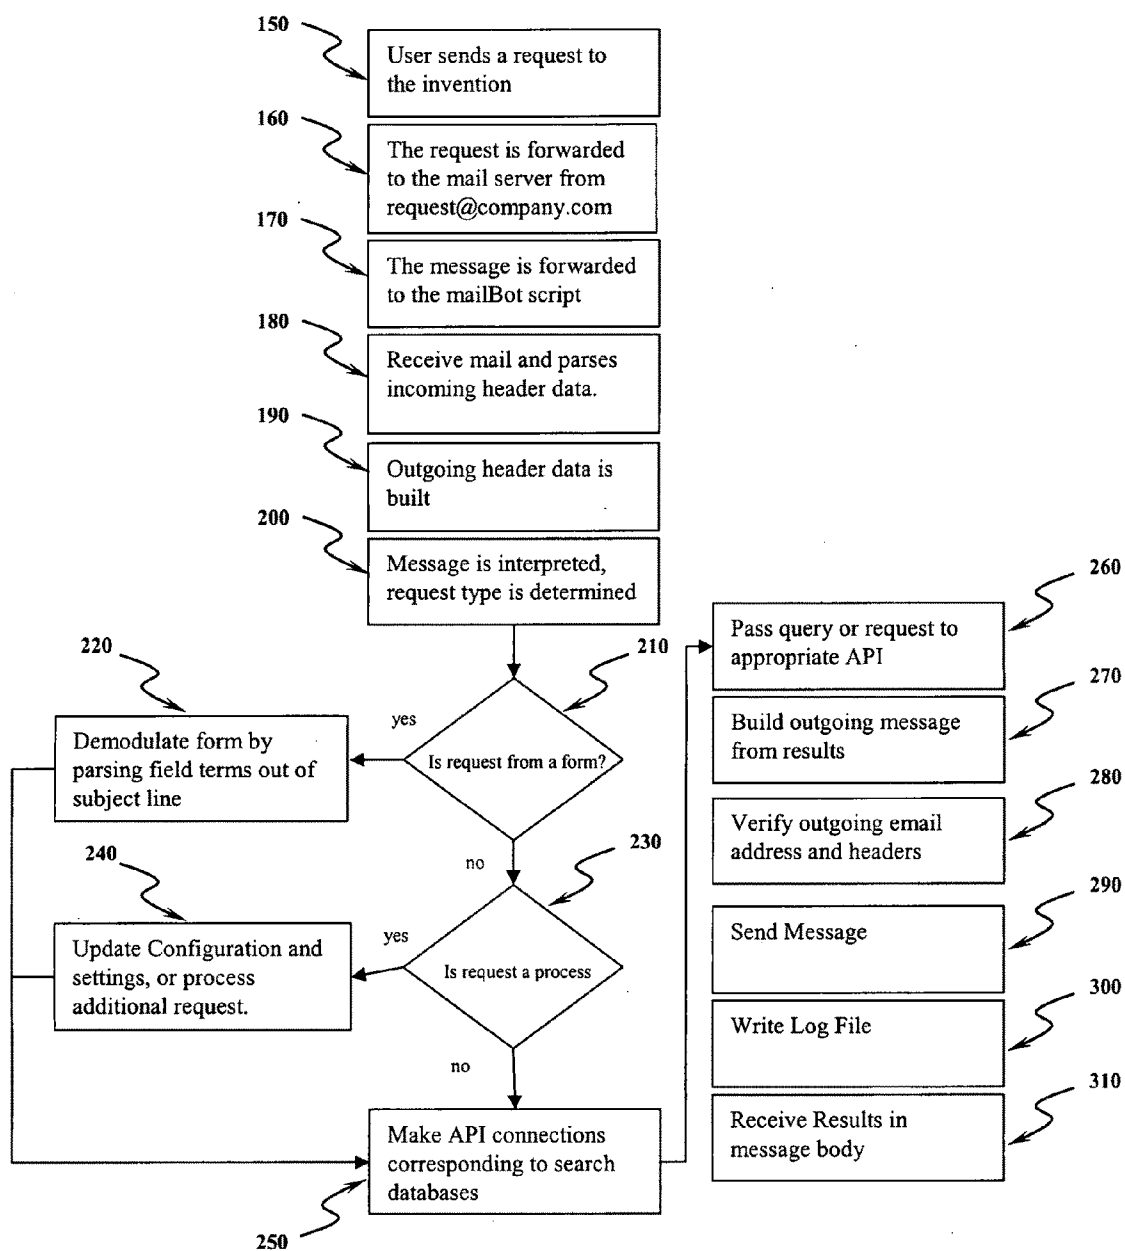 150
User sends a request to
the invention
160
The request is forwarded
to the mail server from
request@company.com
170
The message is forwarded
to the mailBot script
180
Receive mail and parses
incoming header data.
190
Outgoing header data is
built
200
Message is interpreted,
request type is determined
210
Is request from a form?
yes
220
Demodulate form by
parsing field terms out of
subject line
no
230
Is request a process
yes
240
Update Configuration and
settings, or process
additional request.
no
Make API connections
corresponding to search
databases
250
260
Pass query or request to
appropriate API
270
Build outgoing message
from results
280
Verify outgoing email
address and headers
290
Send Message
300
Write Log File
310
Receive Results in
message body